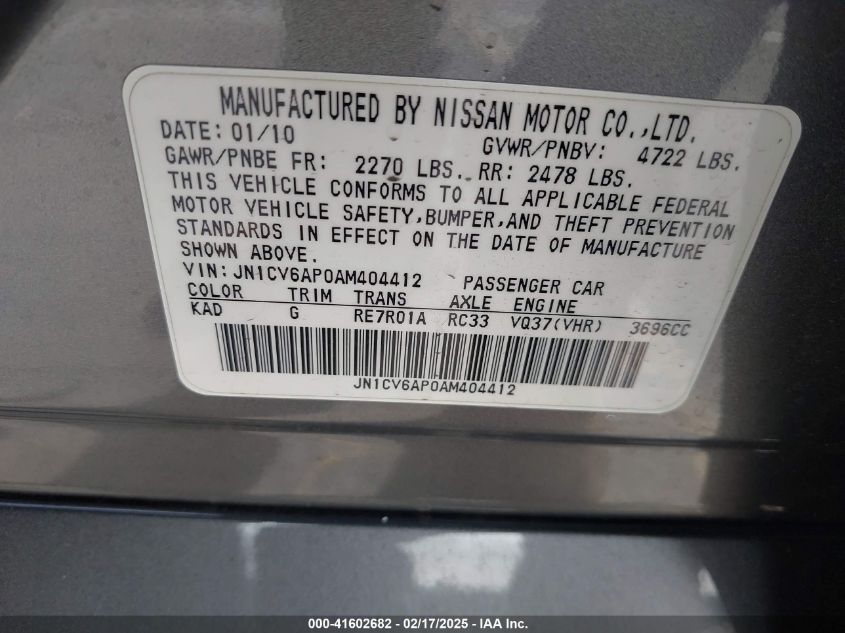 MANUFACTURED BY NISSAN MOTOR CO.,LTD.
DATE: 01/10 GVWR/PNBV: 4722 LBS.
GAWR/PNBE FR: 2270 LBS. RR: 2478 LBS.
THIS VEHICLE CONFORMS TO ALL APPLICABLE FEDERAL
MOTOR VEHICLE SAFETY,BUMPER,AND THEFT PREVENTION
STANDARDS IN EFFECT ON THE DATE OF MANUFACTURE
SHOWN ABOVE.
VIN: JN1CV6AP0AM404412 PASSENGER CAR
COLOR TRIM TRANS AXLE ENGINE
KAD G RE7R01A RC33 VQ37(VHR) 3696CC
JN1CV6AP0AM404412
000-41602682 - 02/17/2025 - IAA Inc.